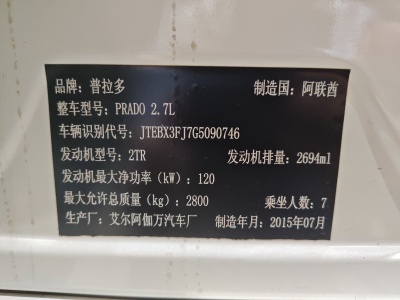 品牌：普拉多 制造国：阿联酋
整车型号：PRADO 2.7L
车辆识别代号：JTEBX3FJ7G5090746
发动机型号：2TR 发动机排量：2694ml
发动机最大净功率（kW）：120
最大允许总质量（kg）：2800 乘坐人数：7
生产厂：艾尔阿伽万汽车厂 制造年月：2015年07月